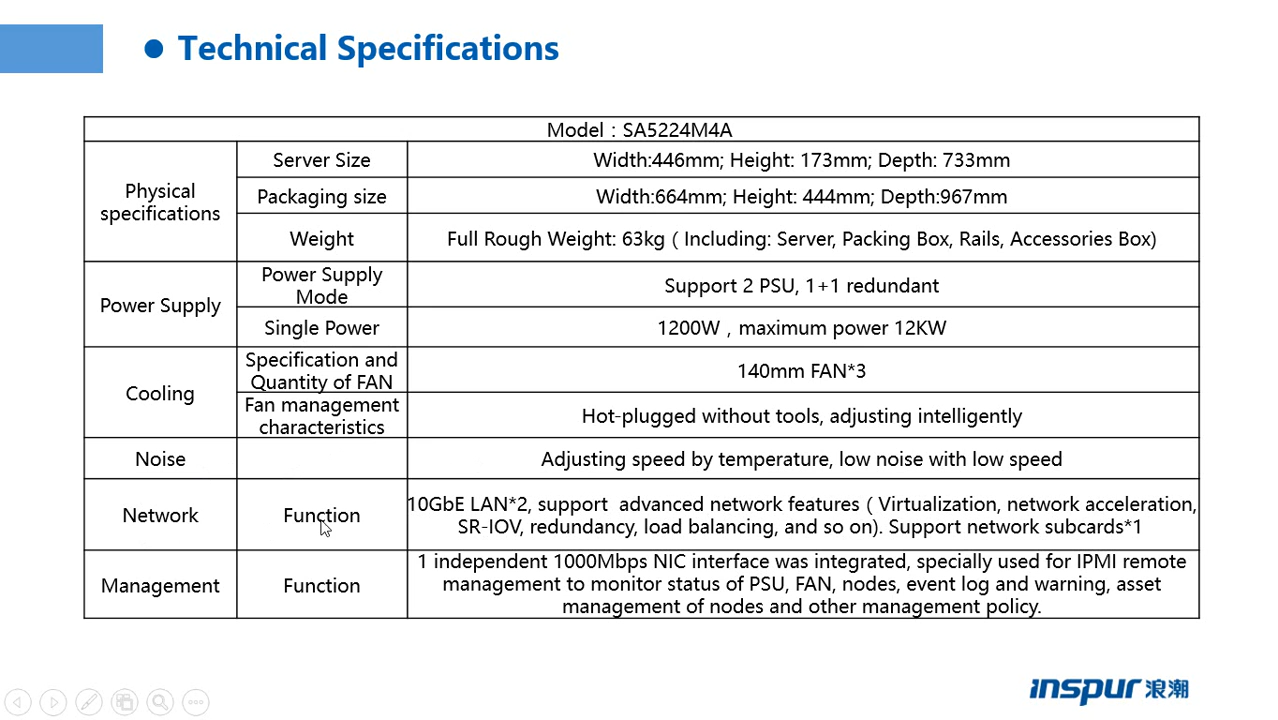 Technical Specifications
Model：SA5224M4A
Physical
specifications
Server Size
Width:446mm; Height: 173mm; Depth: 733mm
Packaging size
Width:664mm; Height: 444mm; Depth:967mm
Weight
Full Rough Weight: 63kg ( Including: Server, Packing Box, Rails, Accessories Box)
Power Supply
Power Supply
Mode
Support 2 PSU, 1+1 redundant
Single Power
1200W，maximum power 12KW
Cooling
Specification and
Quantity of FAN
140mm FAN*3
Fan management
characteristics
Hot-plugged without tools, adjusting intelligently
Noise
Adjusting speed by temperature, low noise with low speed
Network
Function
10GbE LAN*2, support advanced network features ( Virtualization, network acceleration,
SR-IOV, redundancy, load balancing, and so on). Support network subcards*1
Management
Function
1 independent 1000Mbps NIC interface was integrated, specially used for IPMI remote
management to monitor status of PSU, FAN, nodes, event log and warning, asset
management of nodes and other management policy.
inspur 浪潮